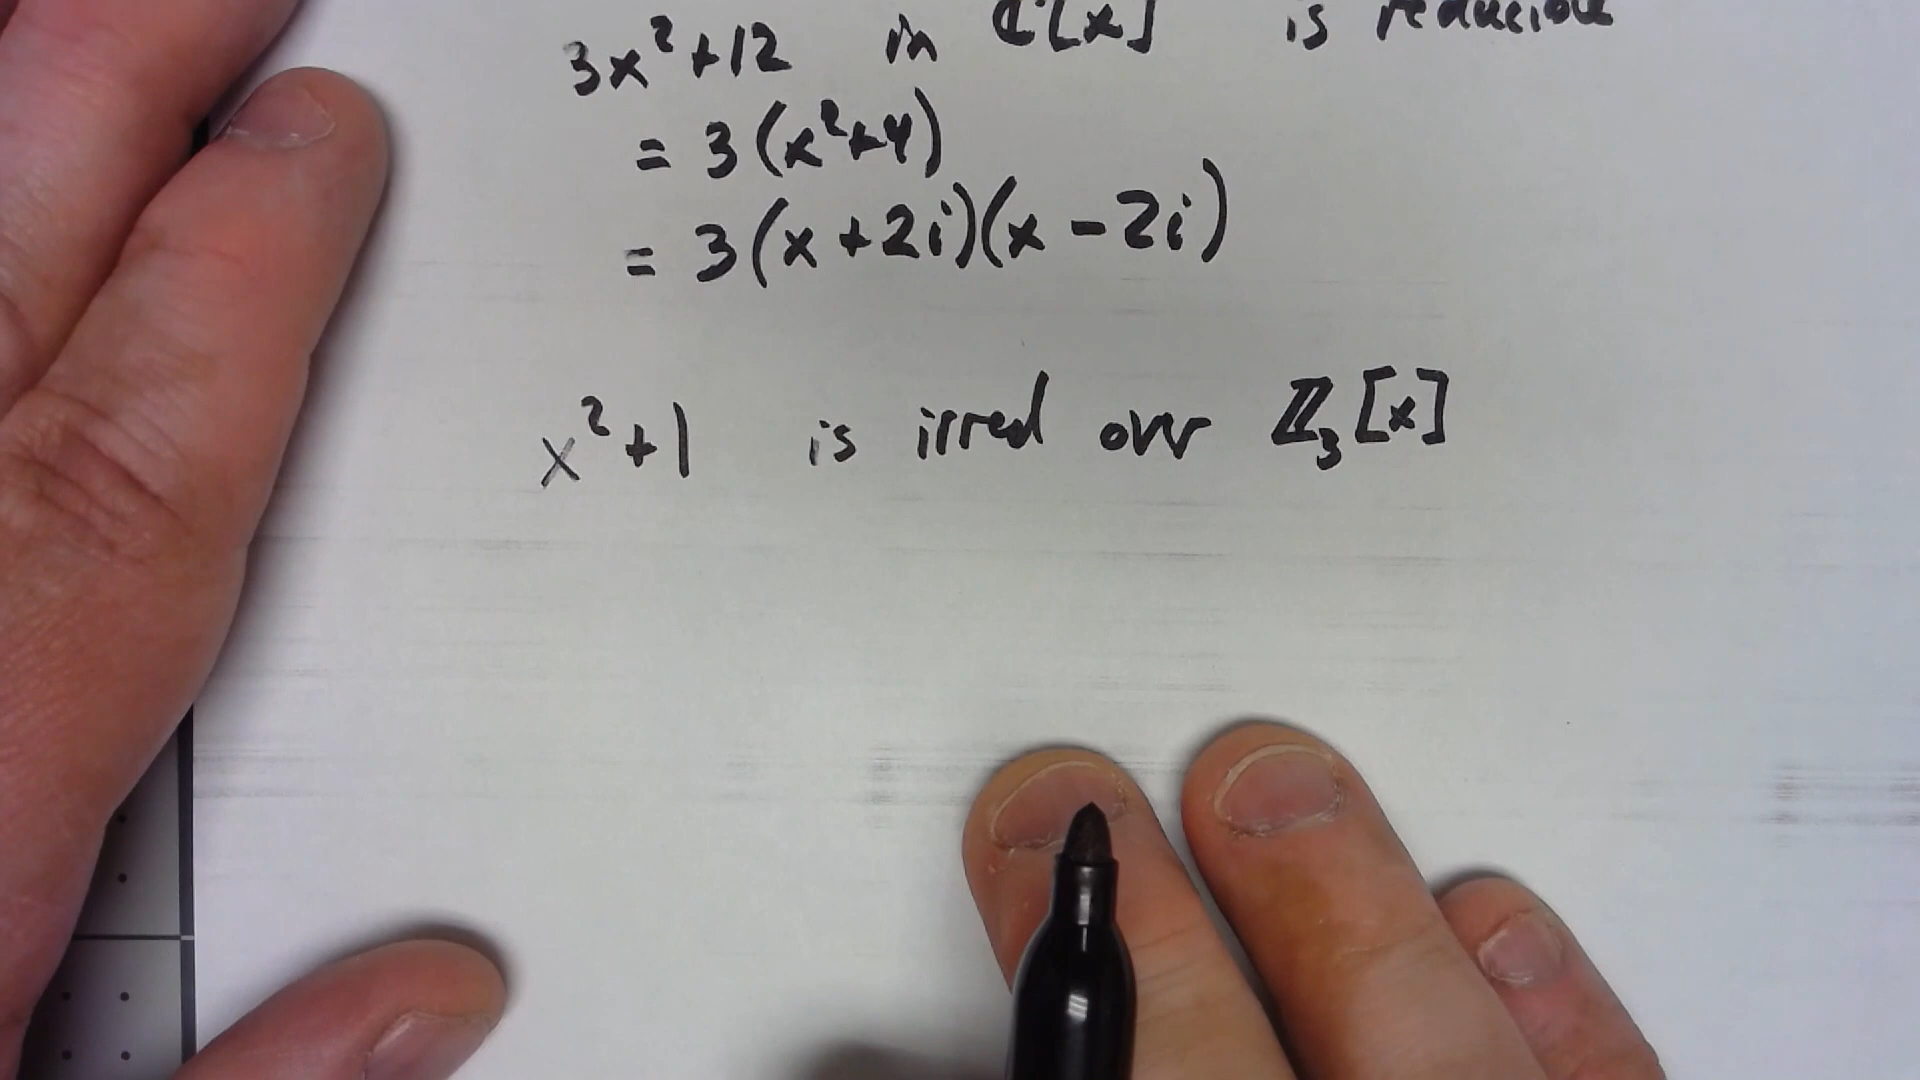 3x²+12 in ℂ[x] is reducible
= 3(x²+4)
= 3(x+2i)(x-2i)
x²+1 is irred over ℤ₃[x]